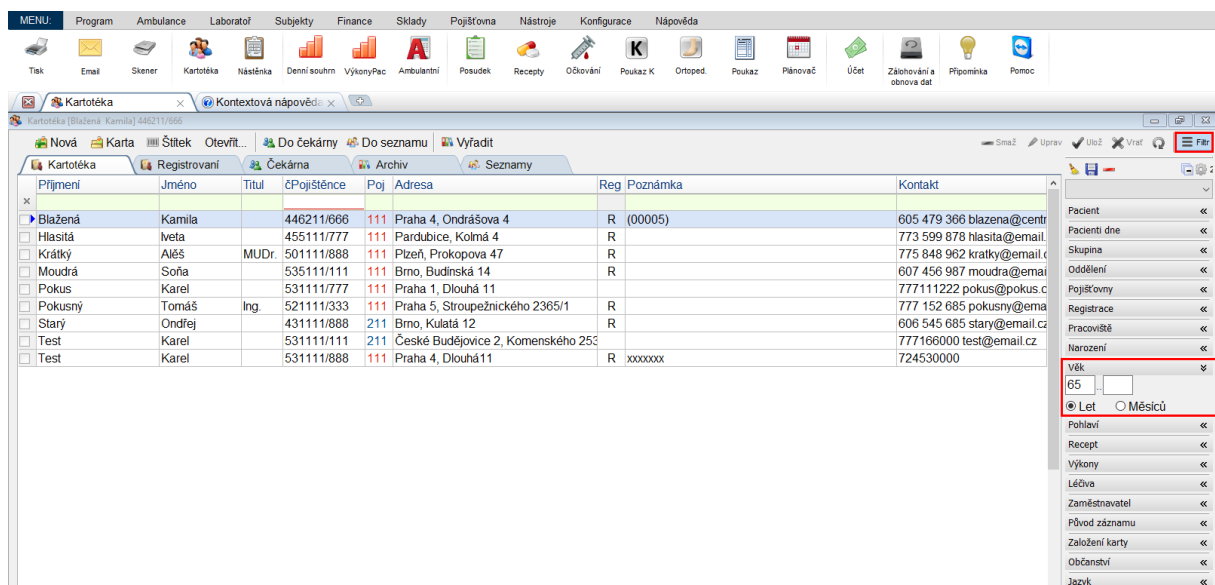 MENU: Program Ambulance Laboratoř Subjekty Finance Sklady Pojišťovna Nástroje Konfigurace Nápověda
Tisk Email Skener Kartotéka Nástěnka Denní souhrn VýkonyPac Ambulantní Posudek Recepty Očkování Poukaz K Ortoped. Poukaz Plánovač Účet Zálohování a obnova dat Připomínka Pomoc
Kartotéka Kontextová nápověda
Kartotéka [Blažená Kamila] 446211/666
Nová Karta Štítek Otevřít... Do čekárny Do seznamu Vyřadit Smaž Uprav Ulož Vrať Filtr
Kartotéka Registrovaní Čekárna Archiv Seznamy
Příjmení Jméno Titul čPojištěnce Poj Adresa Reg Poznámka Kontakt
Blažená Kamila 446211/666 111 Praha 4, Ondrášova 4 R (00005) 605 479 366 blazena@centr
Hlasitá Iveta 455111/777 111 Pardubice, Kolmá 4 R 773 599 878 hlasita@email.
Krátký Aléš MUDr. 501111/888 111 Plzeň, Prokopova 47 R 775 848 962 kratky@email.c
Moudrá Soňa 535111/111 111 Brno, Budínská 14 R 607 456 987 moudra@emai
Pokus Karel 531111/777 111 Praha 1, Dlouhá 11 777111222 pokus@pokus.c
Pokusný Tomáš Ing. 521111/333 111 Praha 5, Stroupežnického 2365/1 R 777 152 685 pokusny@ema
Starý Ondřej 431111/888 211 Brno, Kulatá 12 R 606 545 685 stary@email.cz
Test Karel 531111/111 211 České Budějovice 2, Komenského 253 777166000 test@email.cz
Test Karel 531111/888 111 Praha 4, Dlouhá11 R xxxxxxx 724530000
Pacient
Pacienti dne
Skupina
Oddělení
Pojišťovny
Registrace
Pracoviště
Narození
Věk
65 ..
Let Měsíců
Pohlaví
Recept
Výkony
Léčiva
Zaměstnavatel
Původ záznamu
Založení karty
Občanství
Jazyk